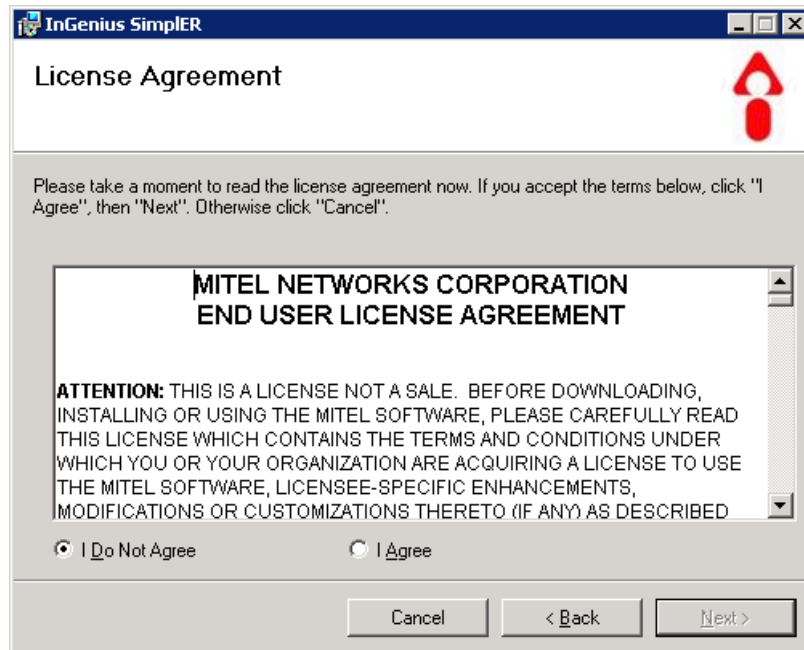 InGenius SimplER
License Agreement
Please take a moment to read the license agreement now. If you accept the terms below, click "I
Agree", then "Next". Otherwise click "Cancel".
MITEL NETWORKS CORPORATION
END USER LICENSE AGREEMENT
ATTENTION: THIS IS A LICENSE NOT A SALE. BEFORE DOWNLOADING,
INSTALLING OR USING THE MITEL SOFTWARE, PLEASE CAREFULLY READ
THIS LICENSE WHICH CONTAINS THE TERMS AND CONDITIONS UNDER
WHICH YOU OR YOUR ORGANIZATION ARE ACQUIRING A LICENSE TO USE
THE MITEL SOFTWARE, LICENSEE-SPECIFIC ENHANCEMENTS,
MODIFICATIONS OR CUSTOMIZATIONS THERETO (IF ANY) AS DESCRIBED
I Do Not Agree I Agree
Cancel < Back Next >